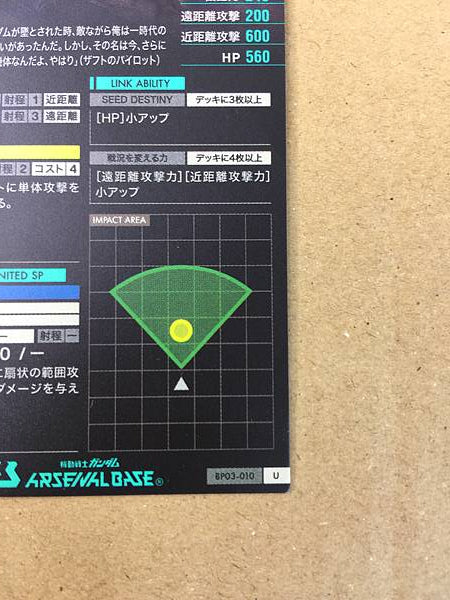 ダムが墜とされた時、敵ながら俺は一時代の
いがあったんだ。しかし、その名は今、さらに
機体なんだよ、やはり」（ザフトのパイロット）
遠距離攻撃 200
近距離攻撃 600
HP 560
射程 1 近距離
射程 3 遠距離
程 2 コスト 4
トに単体攻撃を
る。
NITED SP
射程 ー
0 / ー
に扇状の範囲攻
ダメージを与え
LINK ABILITY
SEED DESTINY デッキに3枚以上
[HP]小アップ
戦況を変える力 デッキに4枚以上
[遠距離攻撃力][近距離攻撃力]
小アップ
IMPACT AREA
機動戦士ガンダム
ARSENAL BASE ®
BP03-010 U